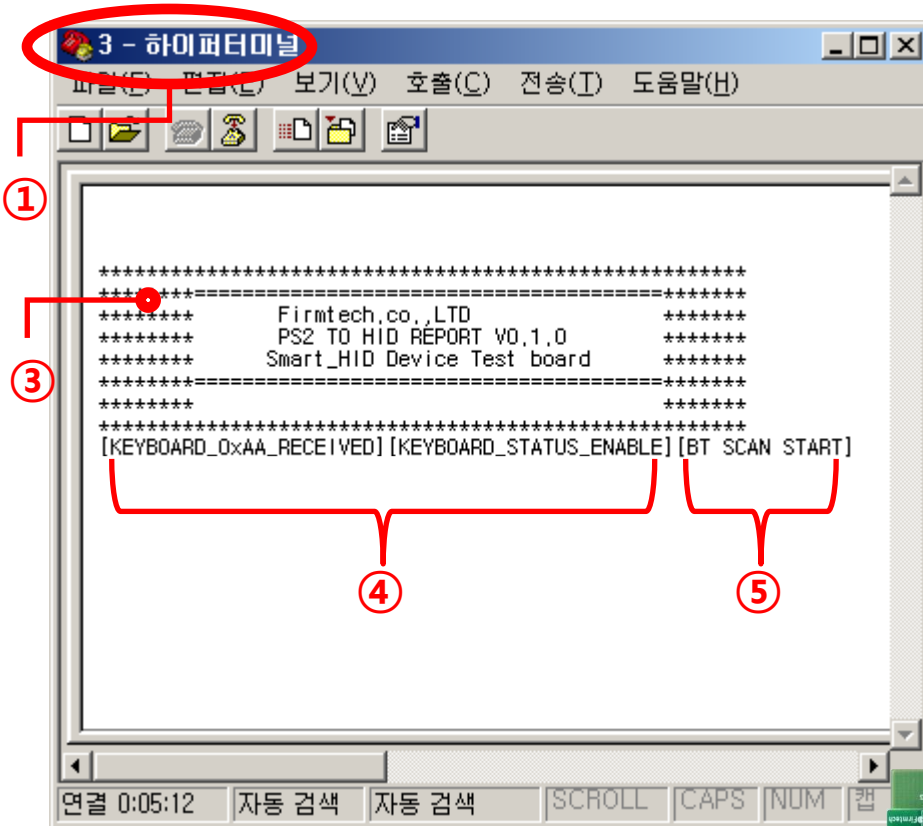 3 - 하이퍼터미널
파일(F) 편집(E) 보기(V) 호출(C) 전송(T) 도움말(H)
①
******************************************************
********=======================================*******
******** Firmtech,co,,LTD *******
******** PS2 TO HID REPORT V0,1,0 *******
******** Smart_HID Device Test board *******
③
********=======================================*******
******** *******
******************************************************
[KEYBOARD_0xAA_RECEIVED][KEYBOARD_STATUS_ENABLE][BT SCAN START]
④ ⑤
연결 0:05:12 자동 검색 자동 검색 SCROLL CAPS NUM 캡